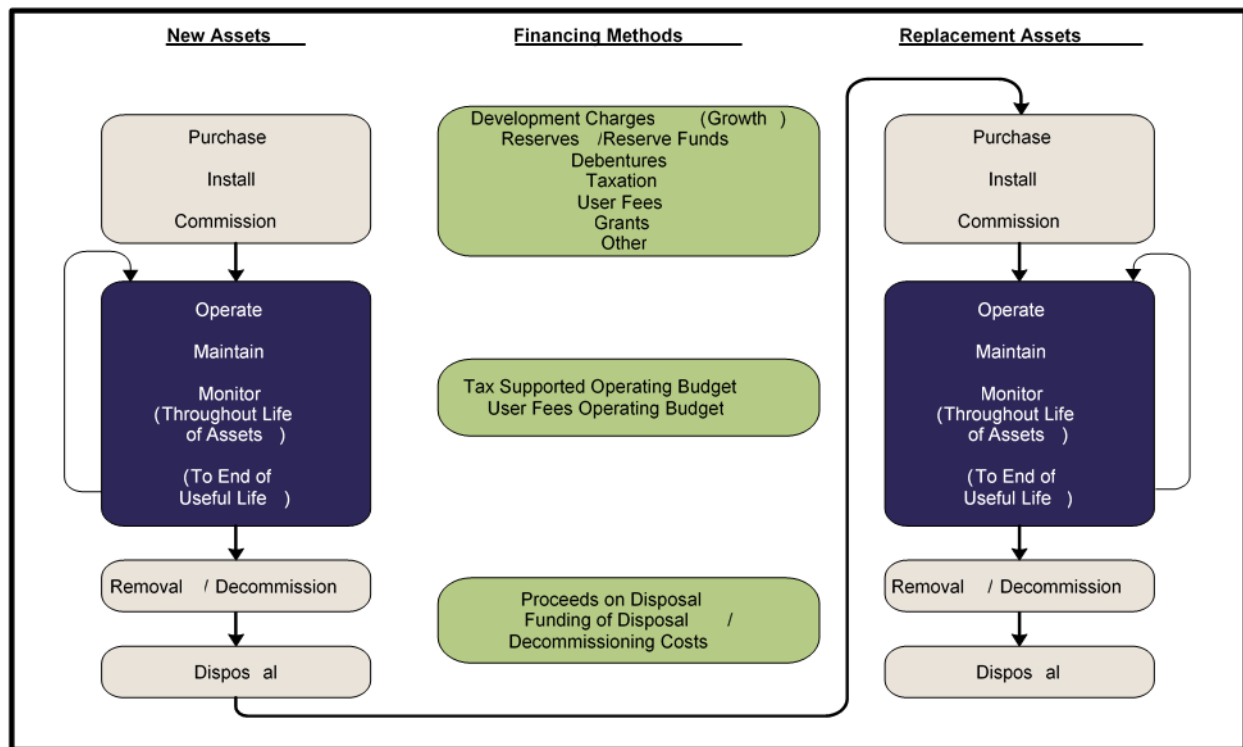 New Assets
Purchase
Install
Commission
Operate
Maintain
Monitor
(Throughout Life
of Assets )
(To End of
Useful Life )
Removal / Decommission
Dispos al
Financing Methods
Development Charges (Growth )
Reserves /Reserve Funds
Debentures
Taxation
User Fees
Grants
Other
Tax Supported Operating Budget
User Fees Operating Budget
Proceeds on Disposal
Funding of Disposal /
Decommissioning Costs
Replacement Assets
Purchase
Install
Commission
Operate
Maintain
Monitor
(Throughout Life
of Assets )
(To End of
Useful Life )
Removal / Decommission
Dispos al